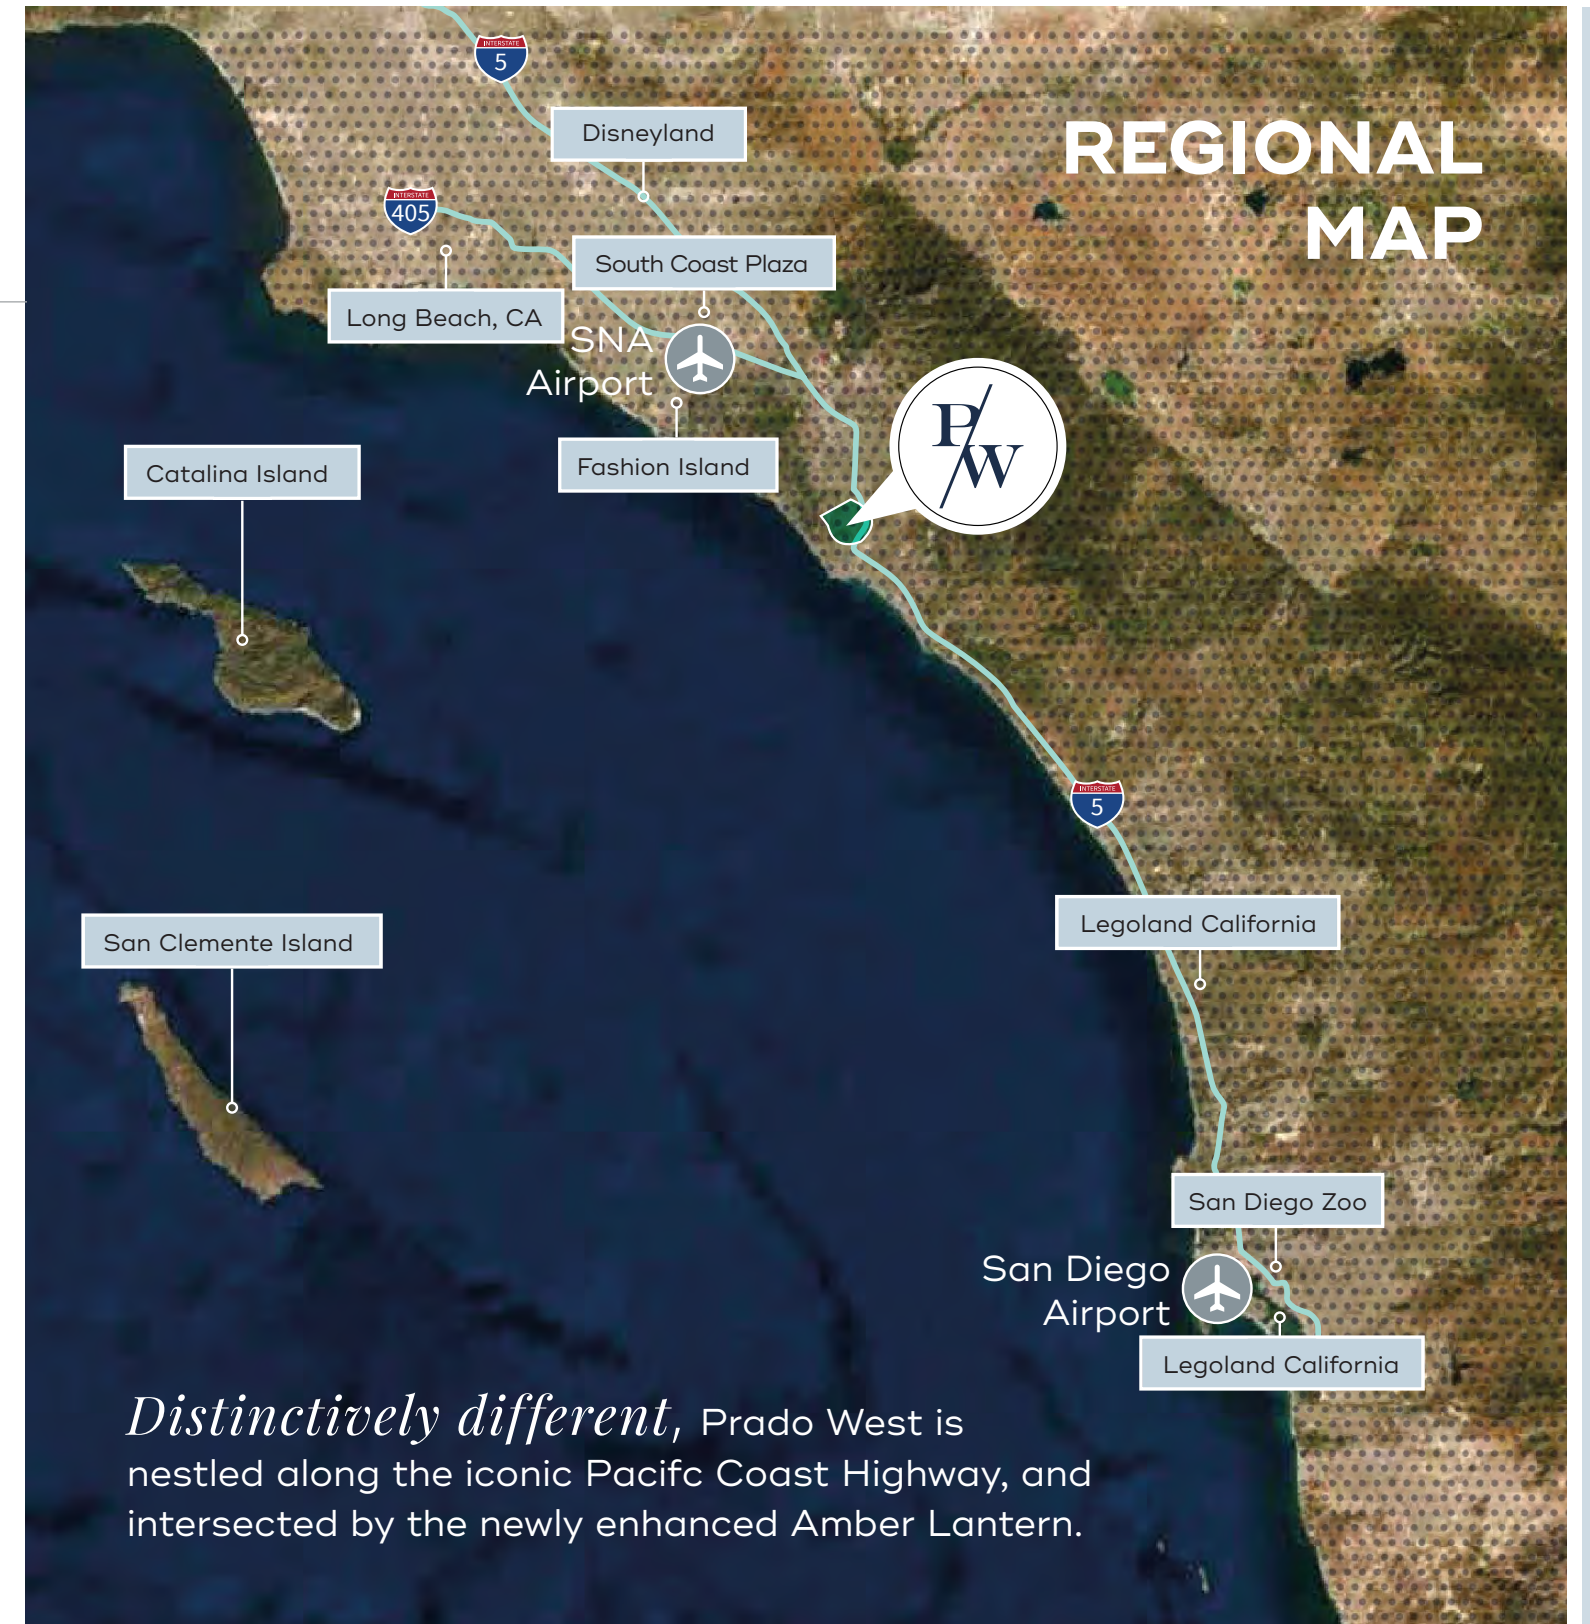 INTERSTATE
5
Disneyland
REGIONAL
MAP
INTERSTATE
405
South Coast Plaza
Long Beach, CA
SNA
Airport
P/W
Fashion Island
Catalina Island
INTERSTATE
5
Legoland California
San Clemente Island
San Diego Zoo
San Diego
Airport
Legoland California
Distinctively different, Prado West is
nestled along the iconic Pacifc Coast Highway, and
intersected by the newly enhanced Amber Lantern.